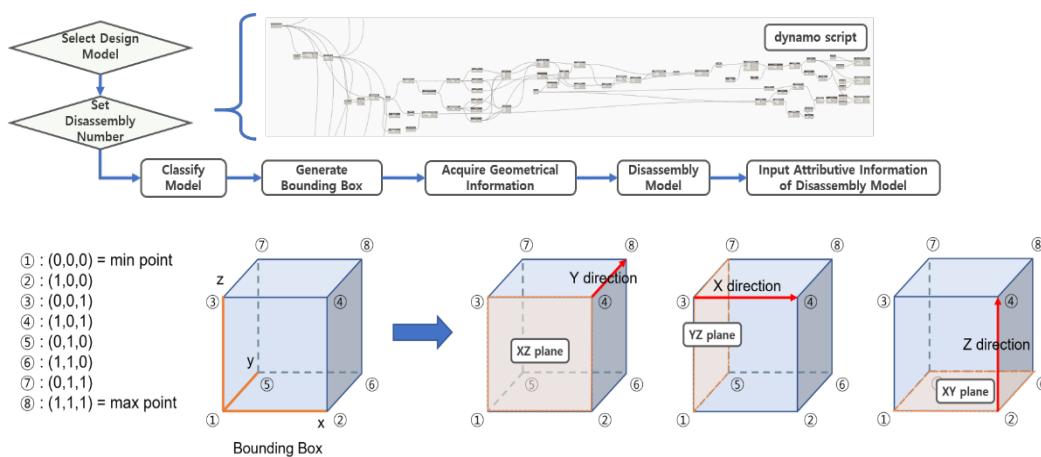 Select Design
Model
Set
Disassembly
Number
dynamo script
Classify
Model
Generate
Bounding Box
Acquire Geometrical
Information
Disassembly
Model
Input Attributive Information
of Disassembly Model
① : (0,0,0) = min point
② : (1,0,0)
③ : (0,0,1)
④ : (1,0,1)
⑤ : (0,1,0)
⑥ : (1,1,0)
⑦ : (0,1,1)
⑧ : (1,1,1) = max point
⑦ ⑧
z
③ ④
y
⑤ ⑥
① x ②
Bounding Box
⑦ ⑧
Y direction
③ ④
XZ plane
⑤ ⑥
① ②
⑦ ⑧
X direction
③ ④
YZ plane
⑤ ⑥
① ②
⑦ ⑧
③ ④
Z direction
⑥
XY plane
① ②